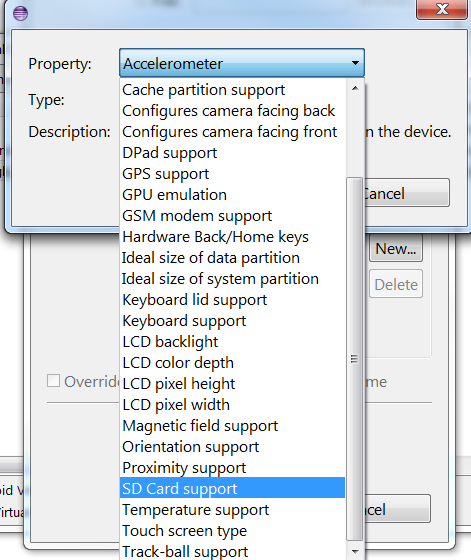 Property: Accelerometer
Type:
Description: n the device.
Cache partition support
Configures camera facing back
Configures camera facing front
DPad support
GPS support
GPU emulation
GSM modem support
Hardware Back/Home keys
Ideal size of data partition
Ideal size of system partition
Keyboard lid support
Keyboard support
LCD backlight
LCD color depth
LCD pixel height
LCD pixel width
Magnetic field support
Orientation support
Proximity support
SD Card support
Temperature support
Touch screen type
Track-ball support
Cancel
New...
Delete
Overrid me
oid V
Virtua
cel